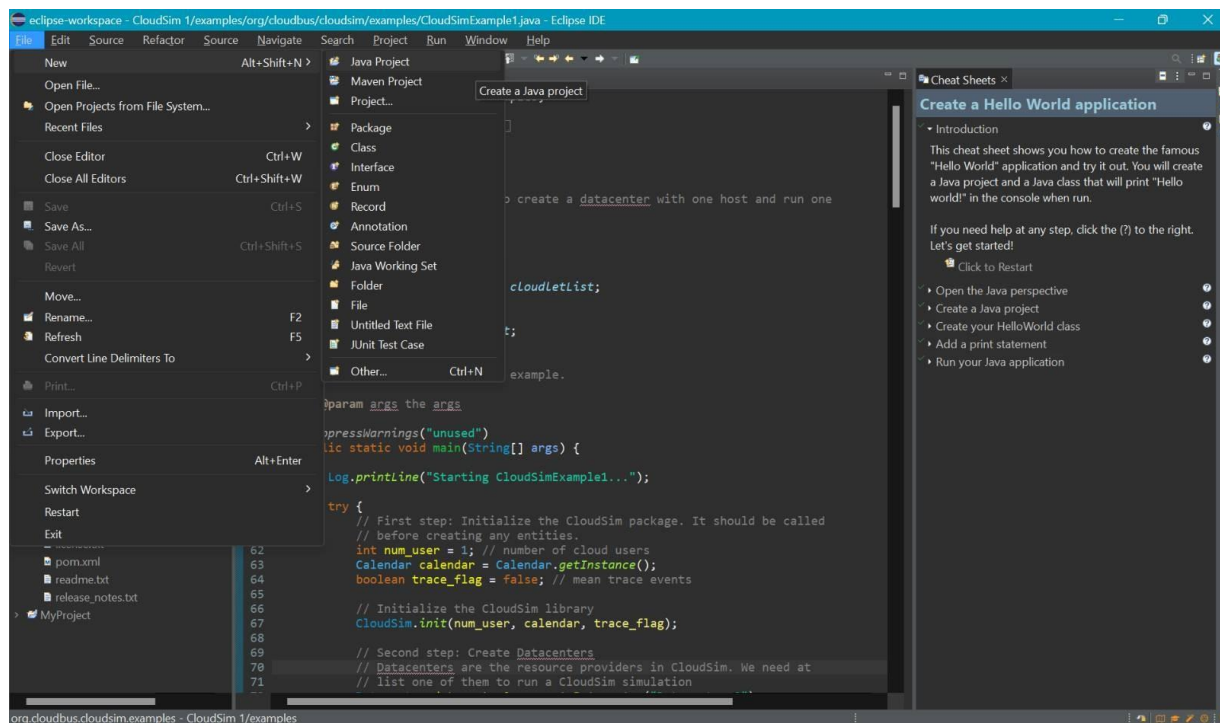 eclipse-workspace - CloudSim 1/examples/org/cloudbus/cloudsim/examples/CloudSimExample1.java - Eclipse IDE
File Edit Source Refactor Source Navigate Search Project Run Window Help
New Alt+Shift+N >
Open File...
Open Projects from File System...
Recent Files >
Close Editor Ctrl+W
Close All Editors Ctrl+Shift+W
Save Ctrl+S
Save As...
Save All Ctrl+Shift+S
Revert
Move...
Rename... F2
Refresh F5
Convert Line Delimiters To >
Print... Ctrl+P
Import...
Export...
Properties Alt+Enter
Switch Workspace >
Restart
Exit
pom.xml
readme.txt
release_notes.txt
> MyProject
Java Project
Maven Project
Project...
Package
Class
Interface
Enum
Record
Annotation
Source Folder
Java Working Set
Folder
File
Untitled Text File
JUnit Test Case
Other... Ctrl+N
Create a Java project
create a datacenter with one host and run one
cloudletList;
t;
example.
@param args the args
pressWarnings("unused")
lic static void main(String[] args) {
Log.printLine("Starting CloudSimExample1...");
try {
// First step: Initialize the CloudSim package. It should be called
// before creating any entities.
62 int num_user = 1; // number of cloud users
63 Calendar calendar = Calendar.getInstance();
64 boolean trace_flag = false; // mean trace events
65
66 // Initialize the CloudSim library
67 CloudSim.init(num_user, calendar, trace_flag);
68
69 // Second step: Create Datacenters
70 // Datacenters are the resource providers in CloudSim. We need at
71 // list one of them to run a CloudSim simulation
Cheat Sheets ×
Create a Hello World application
Introduction
This cheat sheet shows you how to create the famous
"Hello World" application and try it out. You will create
a Java project and a Java class that will print "Hello
world!" in the console when run.
If you need help at any step, click the (?) to the right.
Let's get started!
Click to Restart
Open the Java perspective
Create a Java project
Create your HelloWorld class
Add a print statement
Run your Java application
org.cloudbus.cloudsim.examples - CloudSim 1/examples